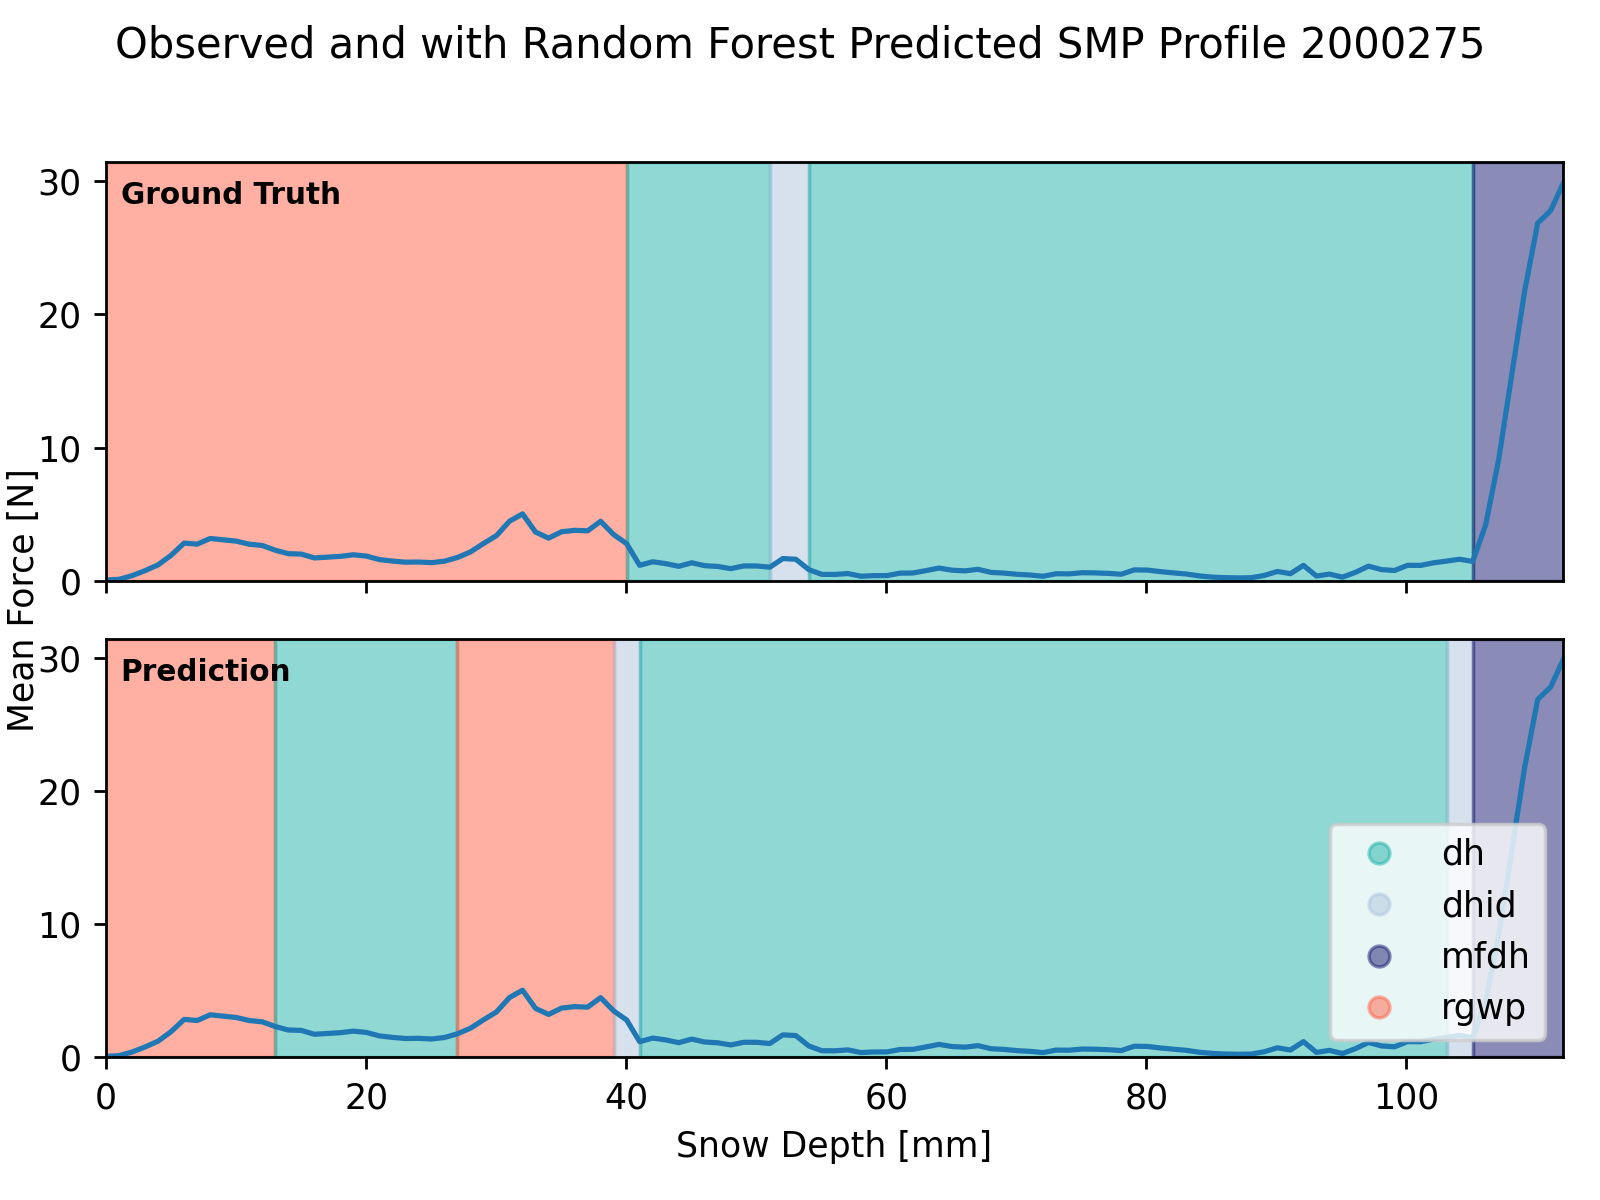 Observed and with Random Forest Predicted SMP Profile 2000275
Ground Truth
30
20
10
0
Mean Force [N]
Prediction
30
20
10
0
dh
dhid
mfdh
rgwp
0 20 40 60 80 100
Snow Depth [mm]